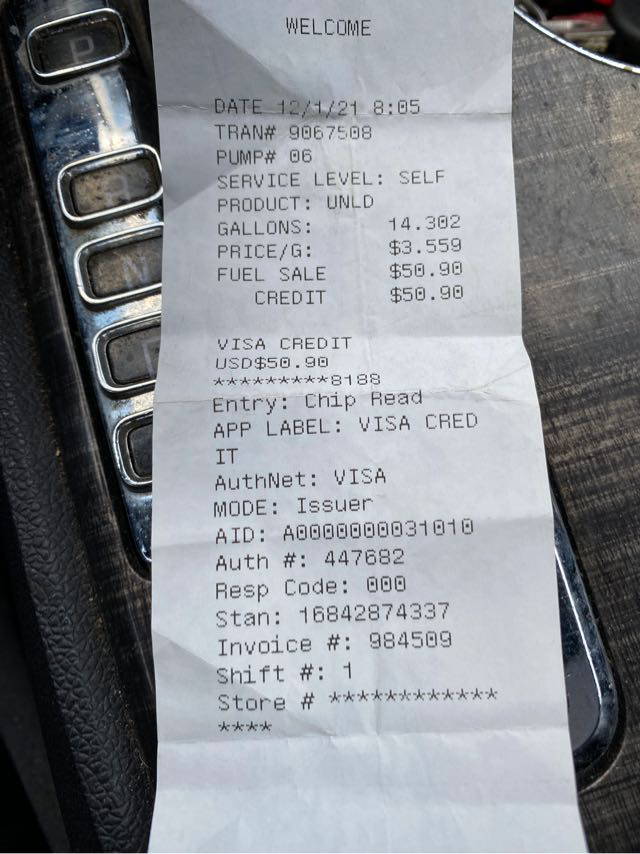 WELCOME
DATE 12/1/21 8:05
TRAN# 9067508
PUMP# 06
SERVICE LEVEL: SELF
PRODUCT: UNLD
GALLONS: 14.302
PRICE/G: $3.559
FUEL SALE $50.90
CREDIT $50.90
VISA CREDIT
USD$50.90
*********8188
Entry: Chip Read
APP LABEL: VISA CRED
IT
AuthNet: VISA
MODE: Issuer
AID: A0000000031010
Auth #: 447682
Resp Code: 000
Stan: 16842874337
Invoice #: 984509
Shift #: 1
Store # ************
****
P
N